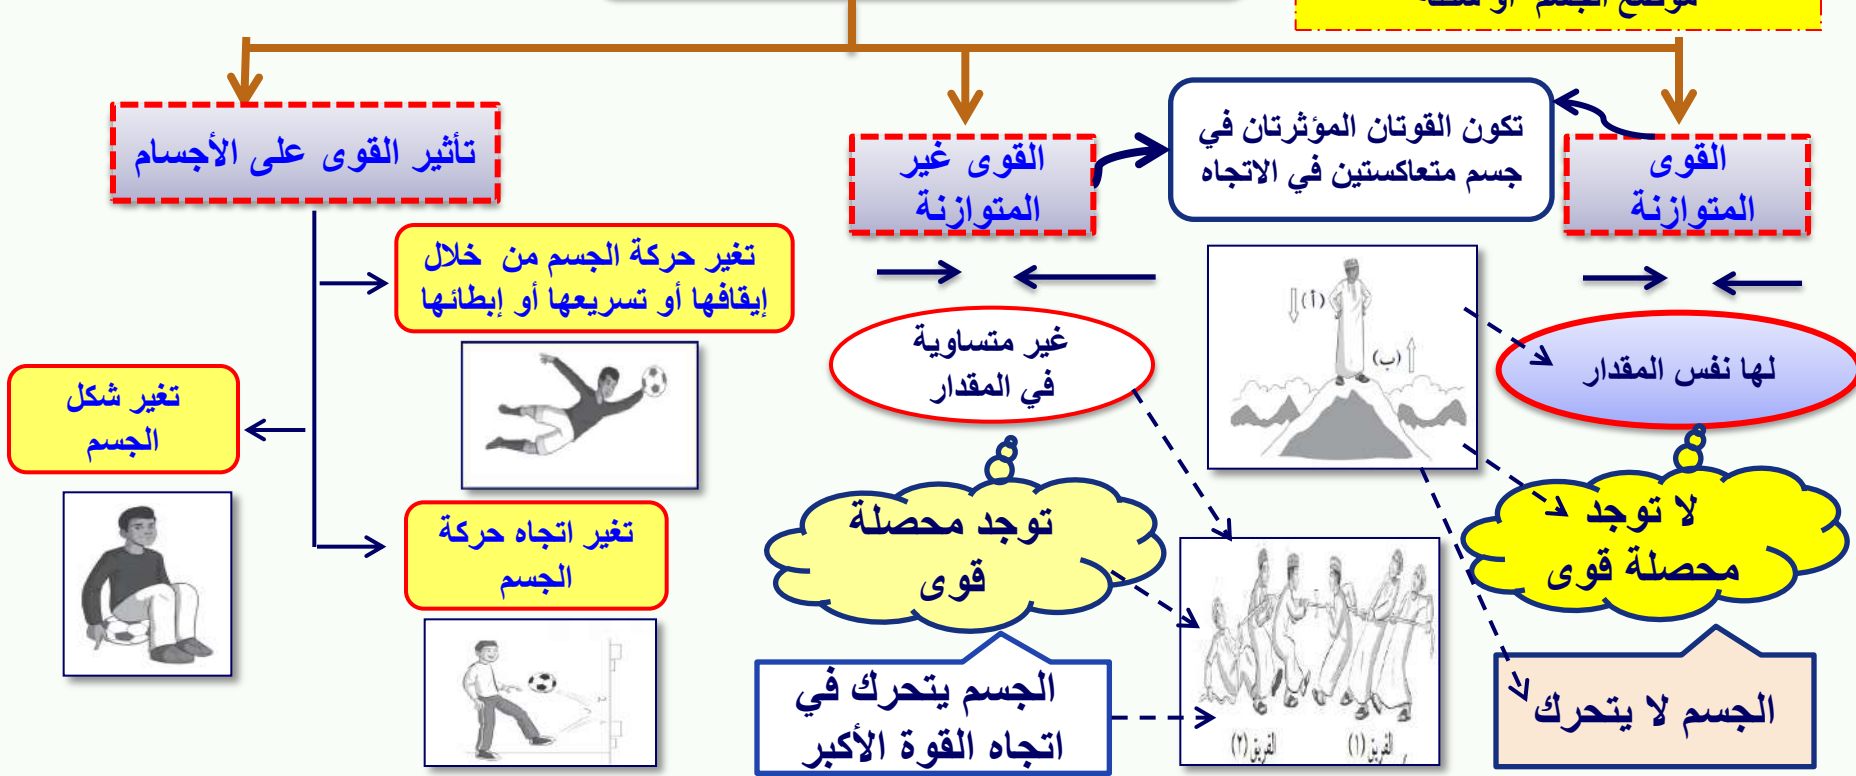 القوى
المتوازنة
تكون القوتان المؤثرتان في
جسم متعاكستين في الاتجاه
القوى غير
المتوازنة
تأثير القوى على الأجسام
لها نفس المقدار
لا توجد
محصلة قوى
الجسم لا يتحرك
(أ)
(ب)
غير متساوية
في المقدار
توجد محصلة
قوى
الجسم يتحرك في
اتجاه القوة الأكبر
الفريق (١)
الفريق (٢)
تغير حركة الجسم من خلال
إيقافها أو تسريعها أو إبطائها
تغير اتجاه حركة
الجسم
تغير شكل
الجسم